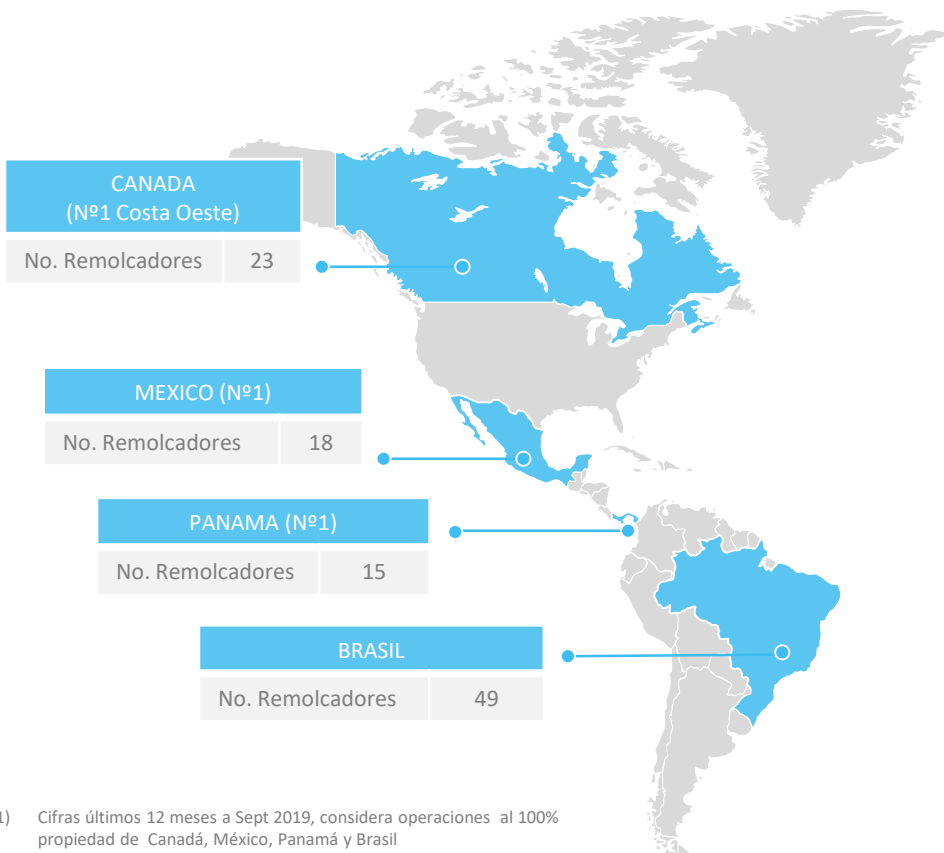 CANADA
(Nº1 Costa Oeste)
No. Remolcadores 23
MEXICO (Nº1)
No. Remolcadores 18
PANAMA (Nº1)
No. Remolcadores 15
BRASIL
No. Remolcadores 49
1) Cifras últimos 12 meses a Sept 2019, considera operaciones al 100%
propiedad de Canadá, México, Panamá y Brasil